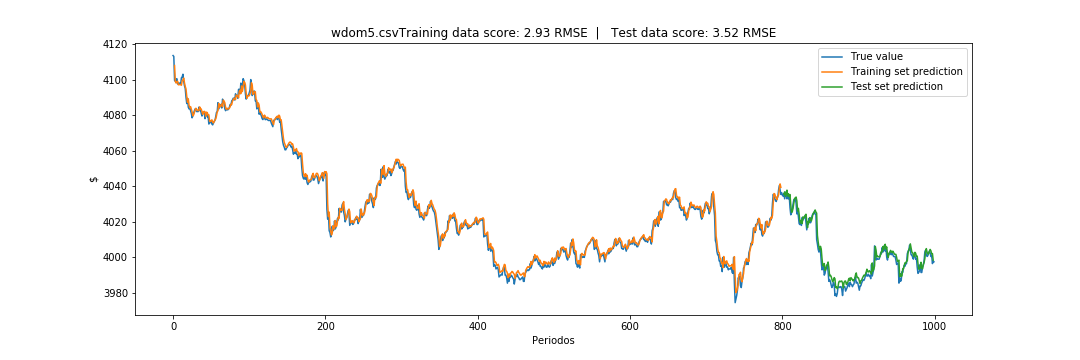 wdom5.csvTraining data score: 2.93 RMSE | Test data score: 3.52 RMSE
True value
Training set prediction
Test set prediction
4120
4100
4080
4060
4040
4020
4000
3980
$
0 200 400 600 800 1000
Periodos